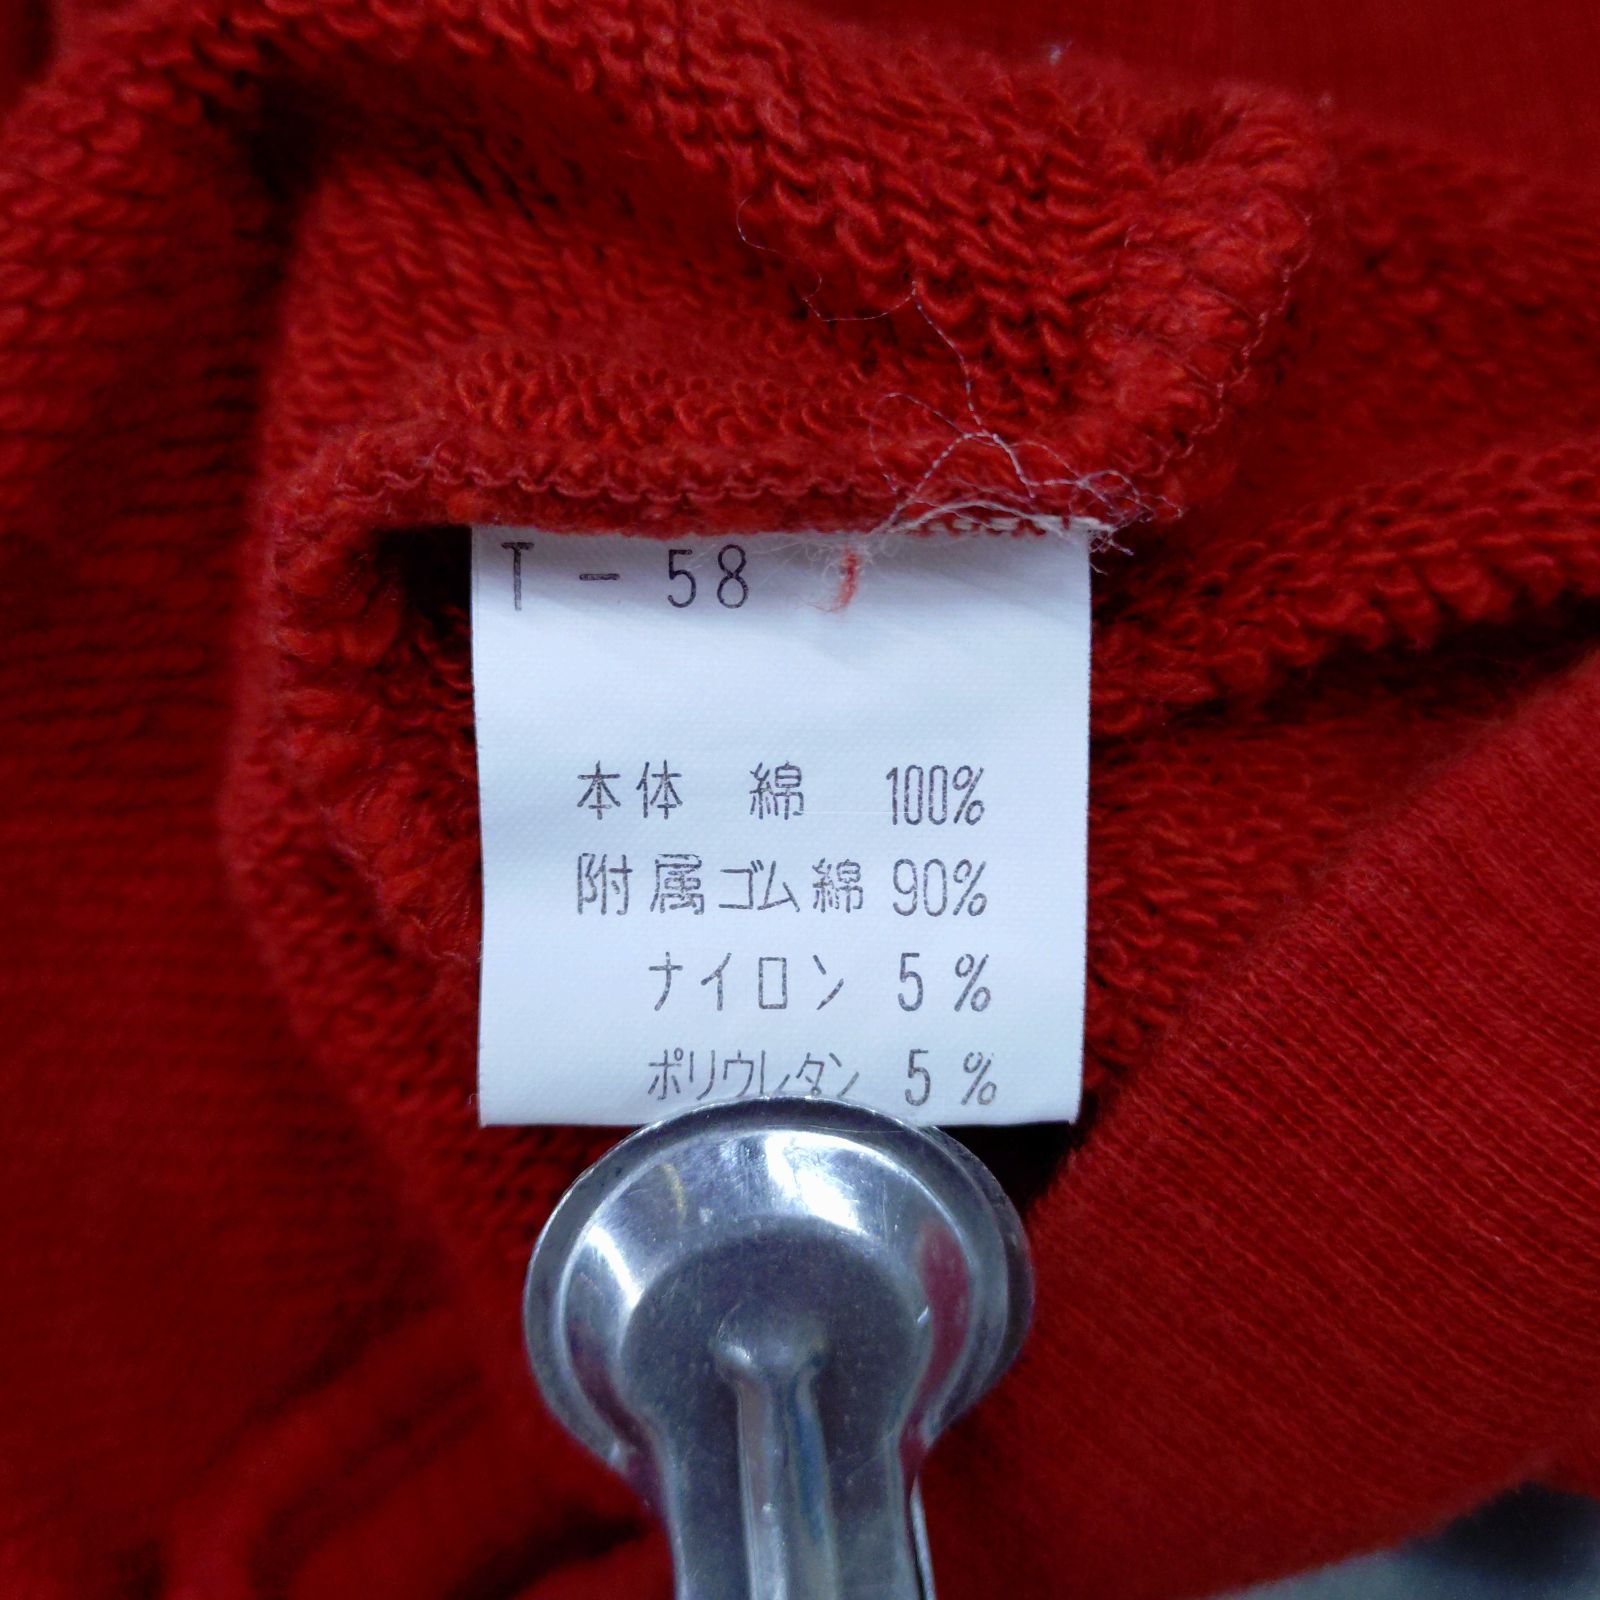 T - 58
本体 綿 100%
附属ゴム綿 90%
ナイロン 5%
ポリウレタン 5%